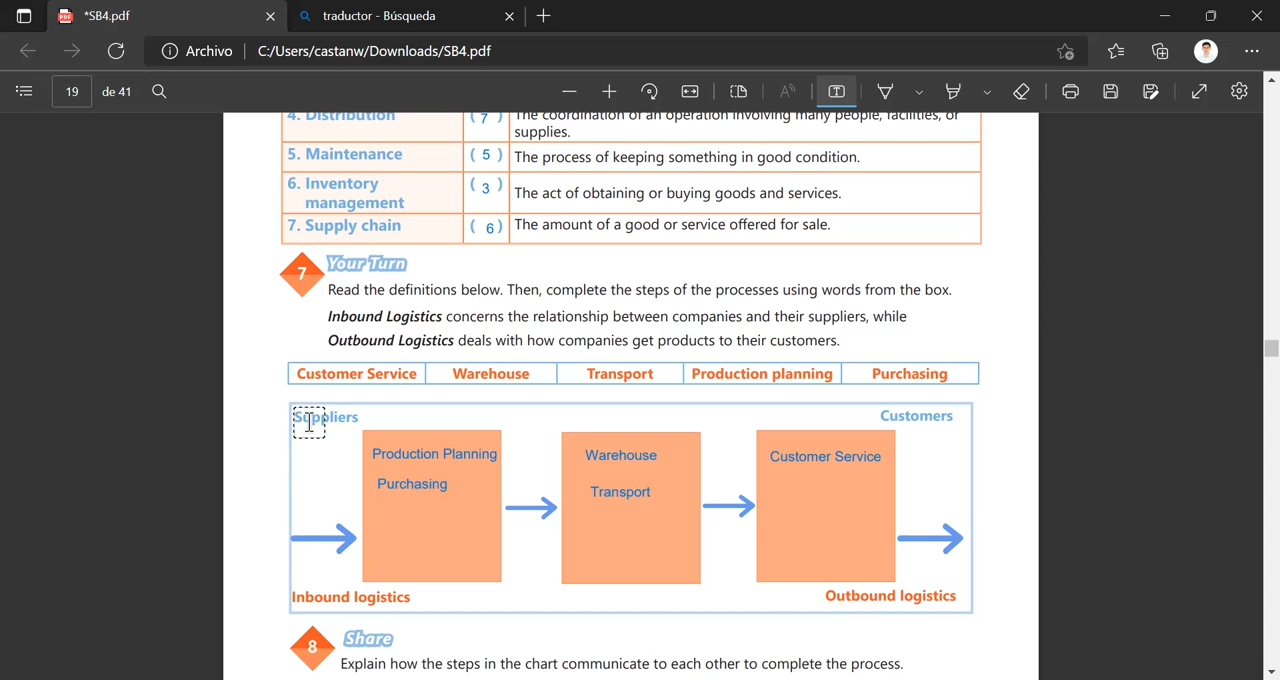 *SB4.pdf
traductor - Búsqueda
Archivo
C:/Users/castanw/Downloads/SB4.pdf
19 de 41
4. Distribution ( 7 ) The coordination of an operation involving many people, facilities, or
supplies.
5. Maintenance ( 5 ) The process of keeping something in good condition.
6. Inventory
management ( 3 ) The act of obtaining or buying goods and services.
7. Supply chain ( 6 ) The amount of a good or service offered for sale.
7 Your Turn
Read the definitions below. Then, complete the steps of the processes using words from the box.
Inbound Logistics concerns the relationship between companies and their suppliers, while
Outbound Logistics deals with how companies get products to their customers.
Customer Service Warehouse Transport Production planning Purchasing
Suppliers Customers
Production Planning Warehouse Customer Service
Purchasing Transport
Inbound logistics Outbound logistics
8 Share
Explain how the steps in the chart communicate to each other to complete the process.